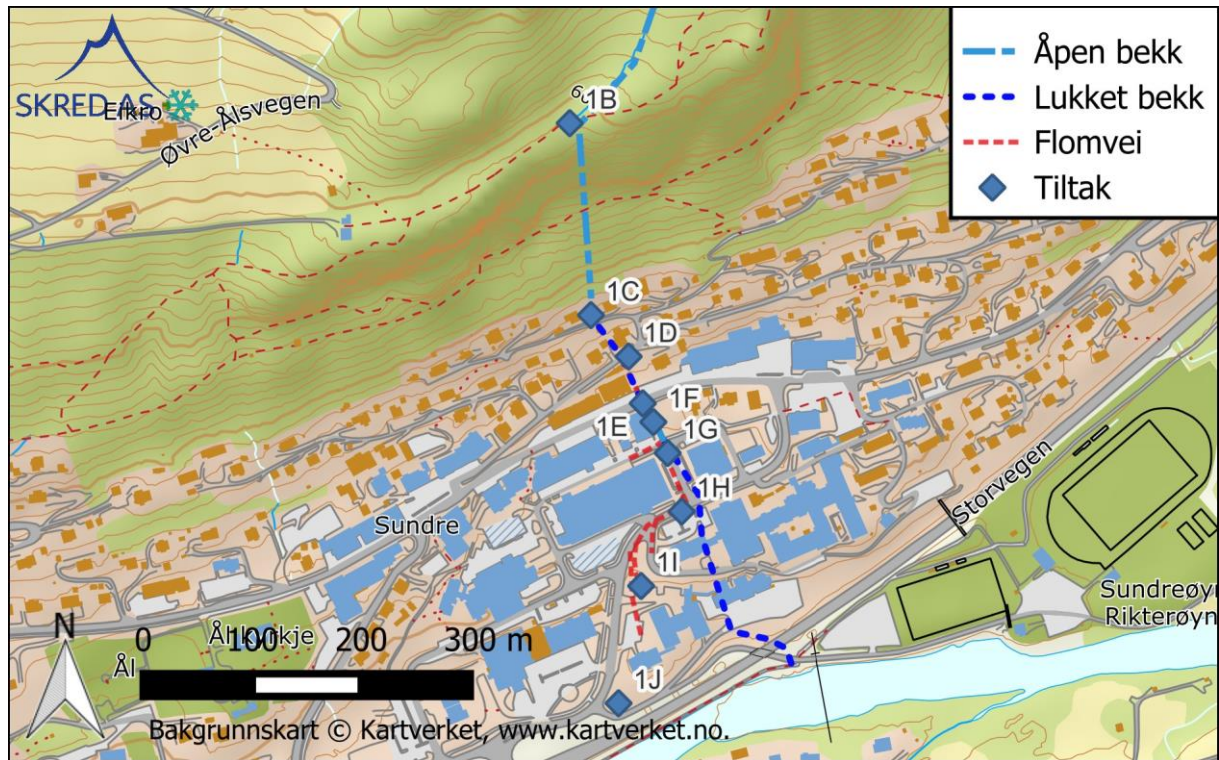 SKRED AS
Eikro
Øvre-Ålsvegen
1B
Åpen bekk
Lukket bekk
Flomvei
Tiltak
1C
1D
1F
1E
1G
1H
Storvegen
Sundre
1I
Sundreøyn
Rikterøyn
N
0 100 200 300 m
Ål kyrkje
Ål
1J
Bakgrunnskart © Kartverket, www.kartverket.no.